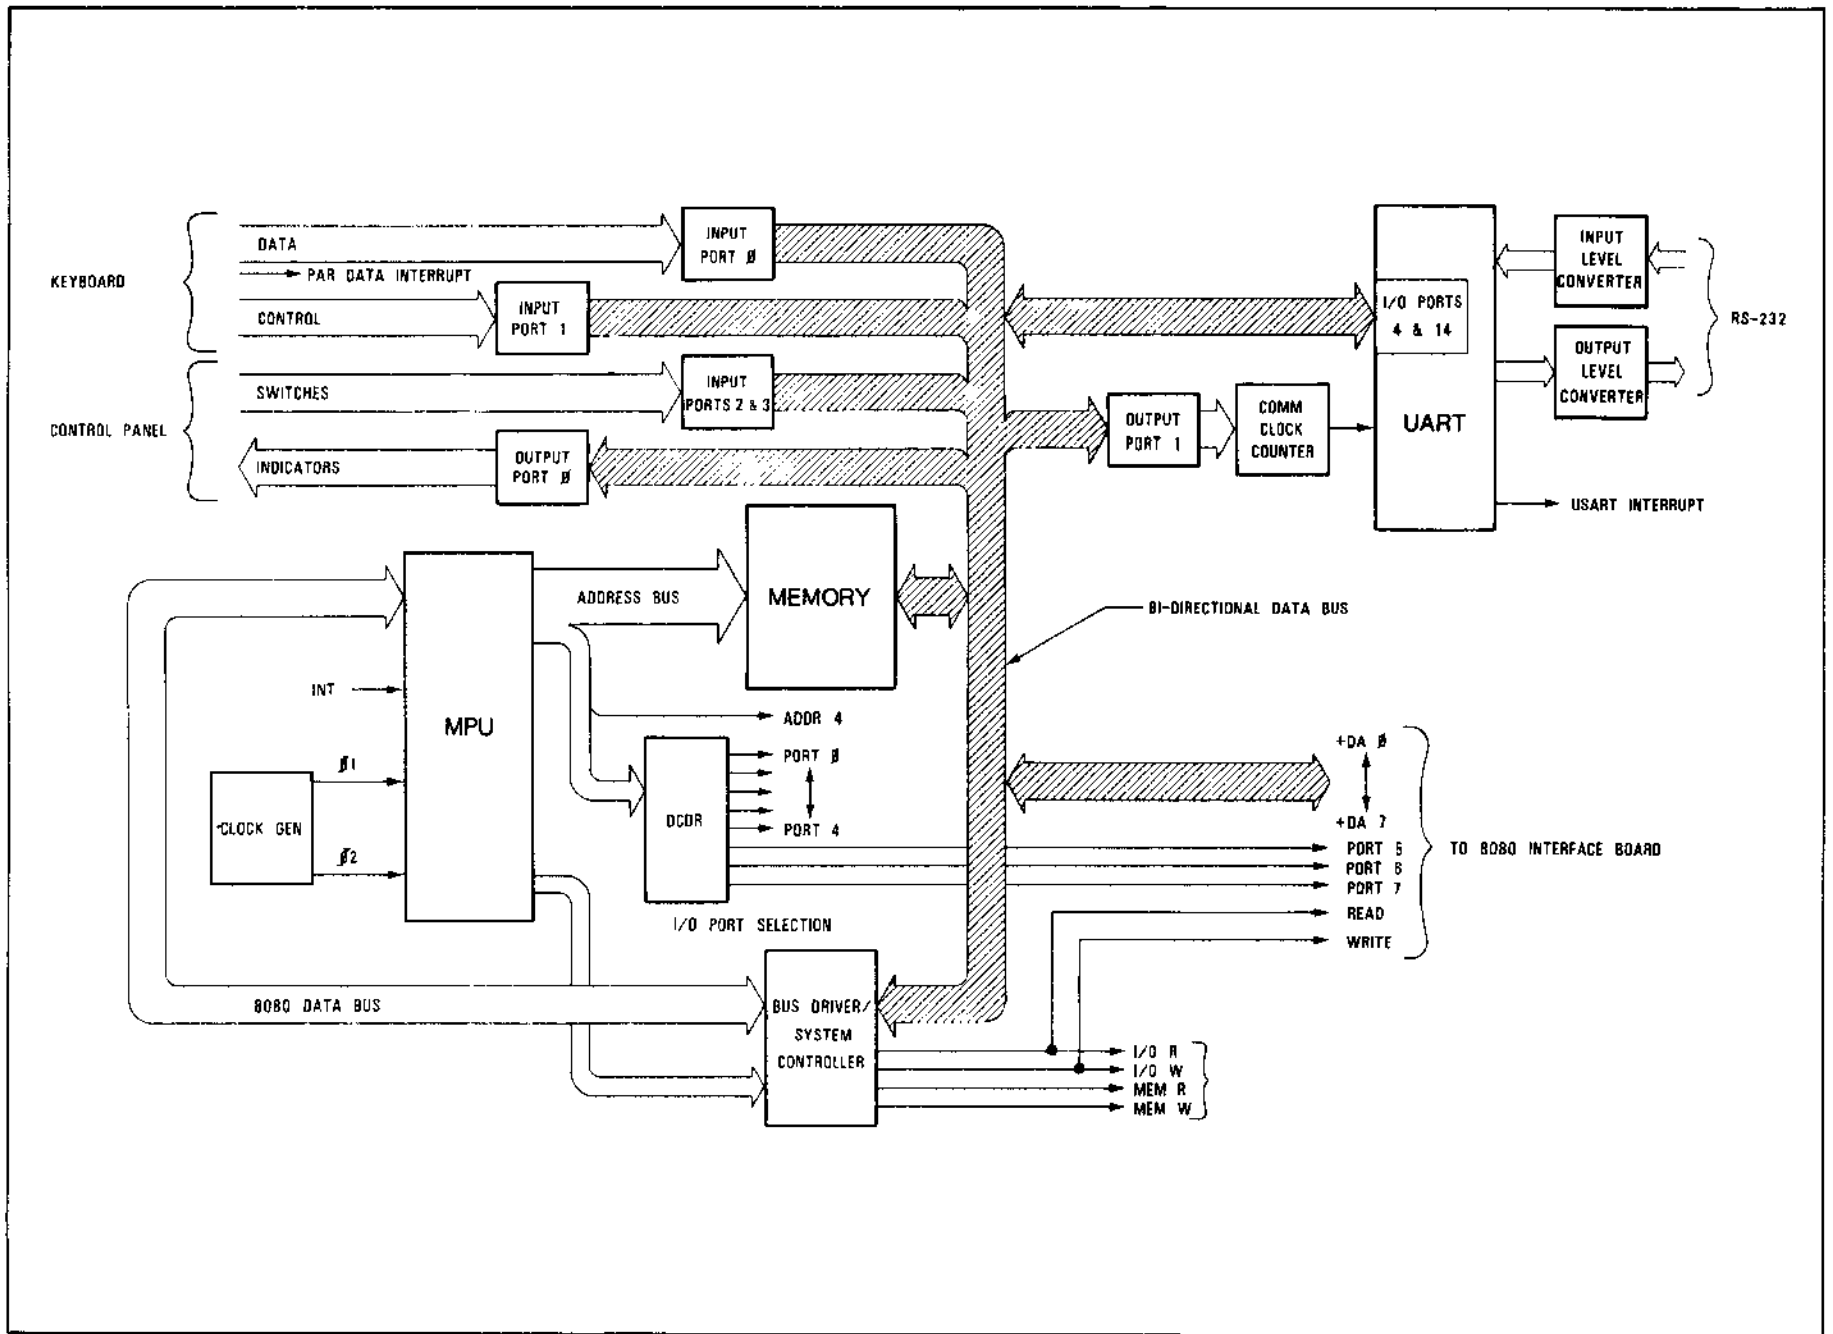 KEYBOARD
DATA
PAR DATA INTERRUPT
CONTROL
INPUT
PORT Ø
INPUT
PORT 1
CONTROL PANEL
SWITCHES
INDICATORS
INPUT
PORTS 2 & 3
OUTPUT
PORT Ø
I/O PORTS
4 & 14
UART
INPUT
LEVEL
CONVERTER
OUTPUT
LEVEL
CONVERTER
RS-232
OUTPUT
PORT 1
COMM
CLOCK
COUNTER
USART INTERRUPT
MEMORY
ADDRESS BUS
BI-DIRECTIONAL DATA BUS
INT
MPU
CLOCK GEN
Ø1
Ø2
ADDR 4
DCDR
PORT Ø
PORT 4
I/O PORT SELECTION
+DA Ø
+DA 7
PORT 5
PORT 6
PORT 7
READ
WRITE
TO 8080 INTERFACE BOARD
8080 DATA BUS
BUS DRIVER/
SYSTEM
CONTROLLER
I/O R
I/O W
MEM R
MEM W